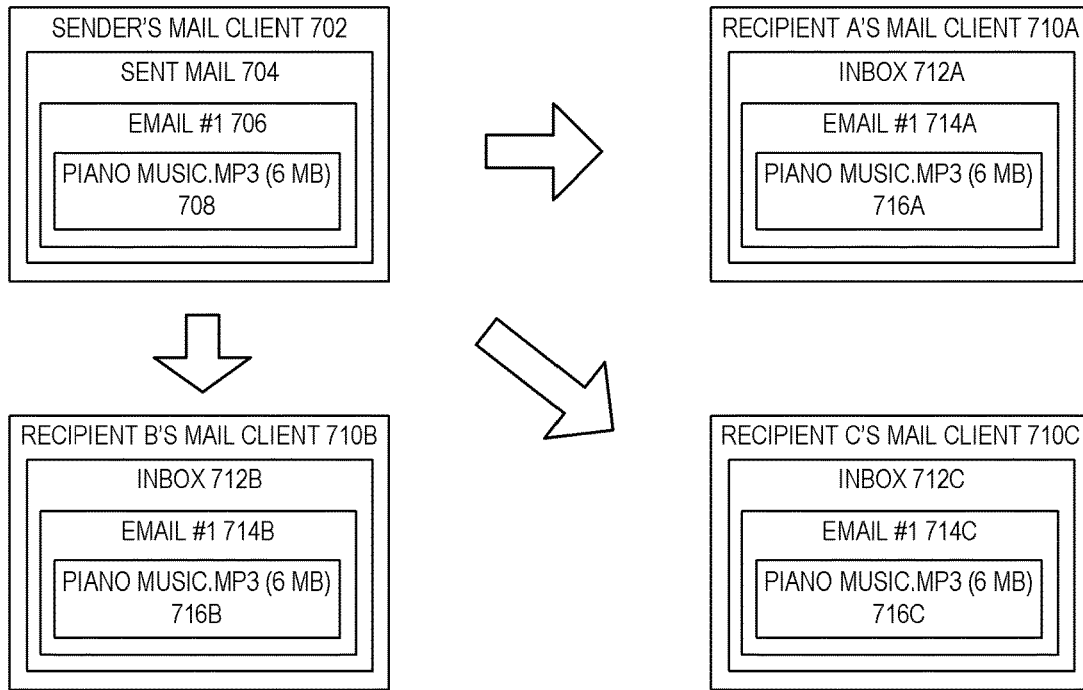 SENDER'S MAIL CLIENT 702
SENT MAIL 704
EMAIL #1 706
PIANO MUSIC.MP3 (6 MB)
708
RECIPIENT A'S MAIL CLIENT 710A
INBOX 712A
EMAIL #1 714A
PIANO MUSIC.MP3 (6 MB)
716A
RECIPIENT B'S MAIL CLIENT 710B
INBOX 712B
EMAIL #1 714B
PIANO MUSIC.MP3 (6 MB)
716B
RECIPIENT C'S MAIL CLIENT 710C
INBOX 712C
EMAIL #1 714C
PIANO MUSIC.MP3 (6 MB)
716C